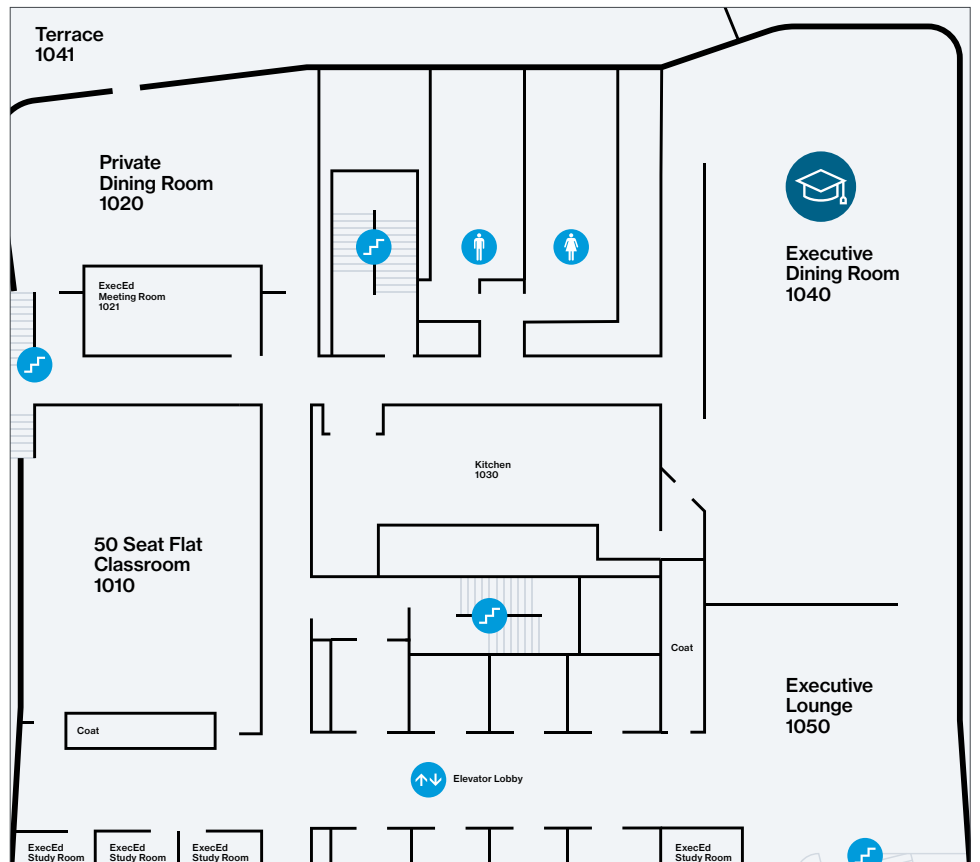 Terrace
1041
Private
Dining Room
1020
Executive
Dining Room
1040
ExecEd
Meeting Room
1021
Kitchen
1030
50 Seat Flat
Classroom
1010
Coat
Executive
Lounge
1050
Coat
Elevator Lobby
ExecEd
Study Room
ExecEd
Study Room
ExecEd
Study Room
ExecEd
Study Room